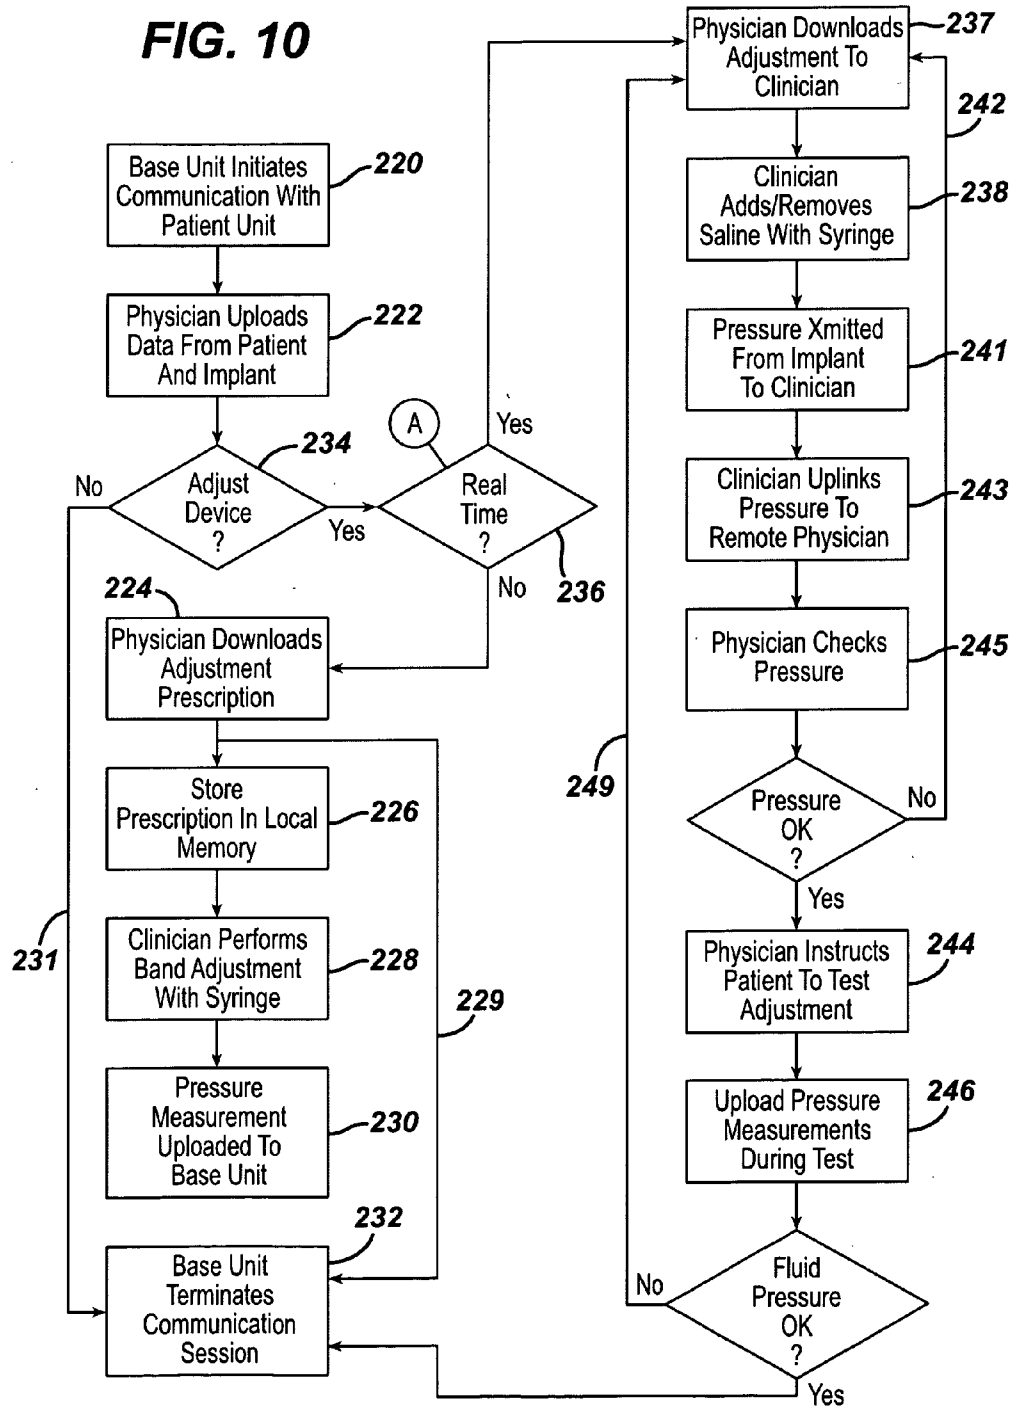 FIG. 10
Base Unit Initiates
Communication With
Patient Unit
220
Physician Uploads
Data From Patient
And Implant
222
Adjust
Device
?
234
No
Yes
A
Real
Time
?
236
Yes
No
224
Physician Downloads
Adjustment
Prescription
Store
Prescription In Local
Memory
226
Clinician Performs
Band Adjustment
With Syringe
228
229
231
Pressure
Measurement
Uploaded To
Base Unit
230
232
Base Unit
Terminates
Communication
Session
Physician Downloads
Adjustment To
Clinician
237
242
Clinician
Adds/Removes
Saline With Syringe
238
Pressure Xmitted
From Implant
To Clinician
241
Clinician Uplinks
Pressure To
Remote Physician
243
Physician Checks
Pressure
245
249
Pressure
OK
?
No
Yes
Physician Instructs
Patient To Test
Adjustment
244
Upload Pressure
Measurements
During Test
246
Fluid
Pressure
OK
?
No
Yes